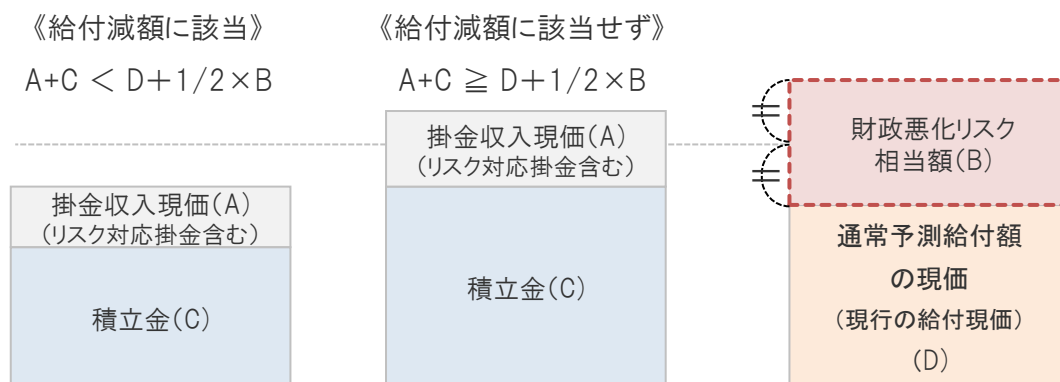 《給付減額に該当》
A+C < D+1/2×B
掛金収入現価(A)
(リスク対応掛金含む)
積立金(C)
《給付減額に該当せず》
A+C ≧ D+1/2×B
掛金収入現価(A)
(リスク対応掛金含む)
積立金(C)
財政悪化リスク
相当額(B)
通常予測給付額
の現価
(現行の給付現価)
(D)